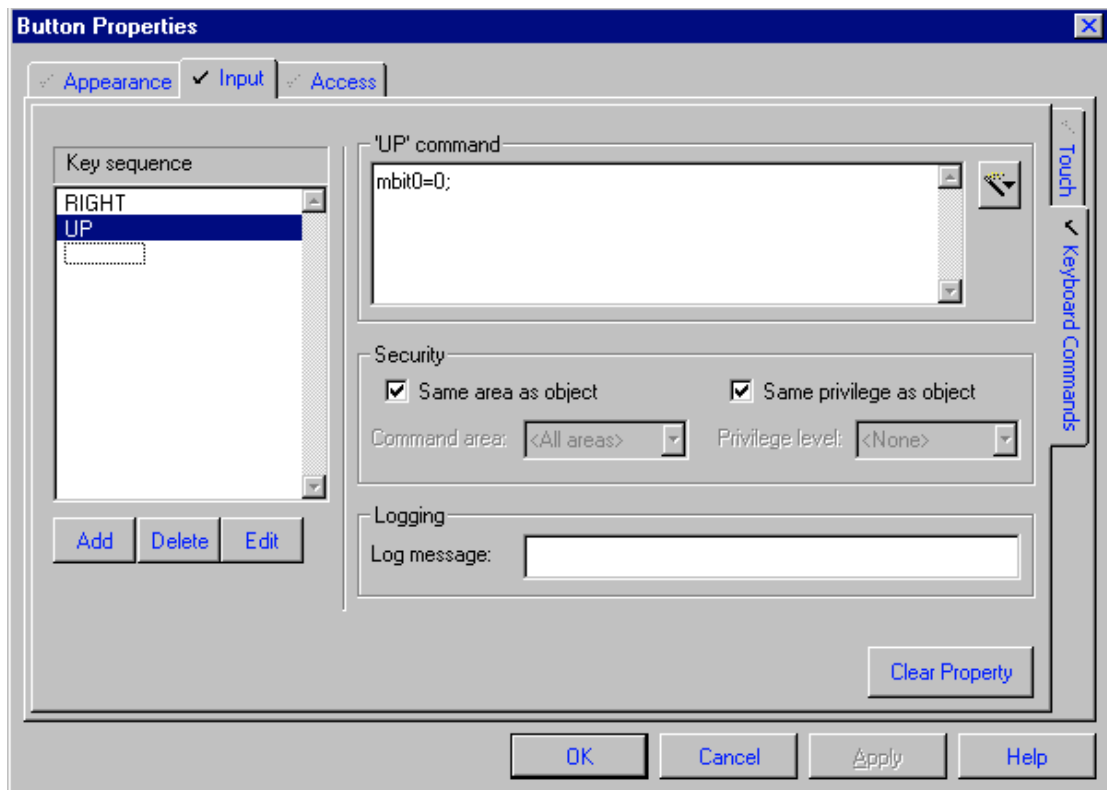 Button Properties
Appearance Input Access
Key sequence
RIGHT
UP
Add Delete Edit
'UP' command
mbit0=0;
Security
Same area as object Same privilege as object
Command area: <All areas> Privilege level: <None>
Logging
Log message:
Clear Property
Touch
Keyboard Commands
OK Cancel Apply Help